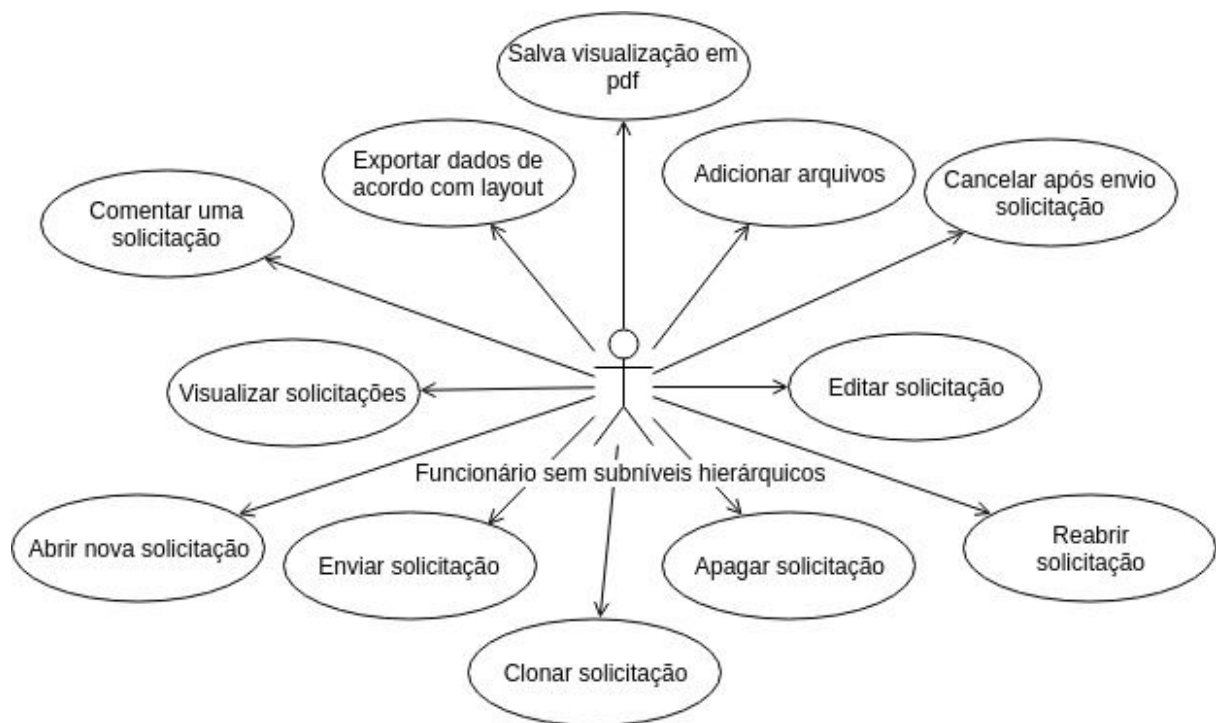 Salva visualização em
pdf
Exportar dados de
acordo com layout
Adicionar arquivos
Cancelar após envio
solicitação
Comentar uma
solicitação
Visualizar solicitações
Editar solicitação
Funcionário sem subníveis hierárquicos
Abrir nova solicitação
Enviar solicitação
Apagar solicitação
Reabrir
solicitação
Clonar solicitação